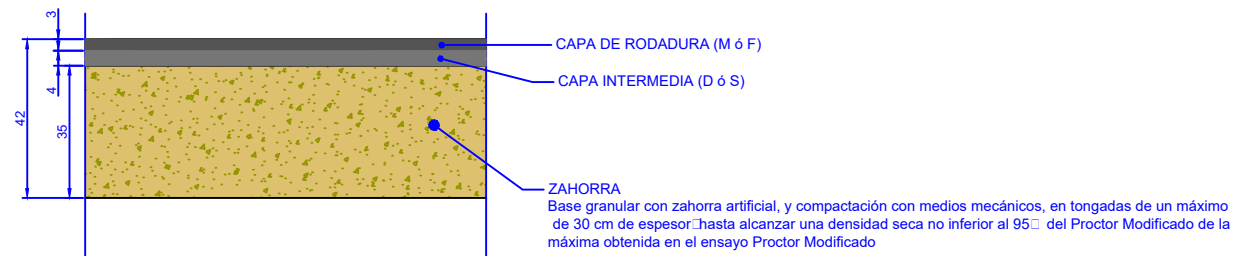 3
CAPA DE RODADURA (M ó F)
CAPA INTERMEDIA (D ó S)
4
42
35
ZAHORRA
Base granular con zahorra artificial, y compactación con medios mecánicos, en tongadas de un máximo
de 30 cm de espesor□hasta alcanzar una densidad seca no inferior al 95□ del Proctor Modificado de la
máxima obtenida en el ensayo Proctor Modificado